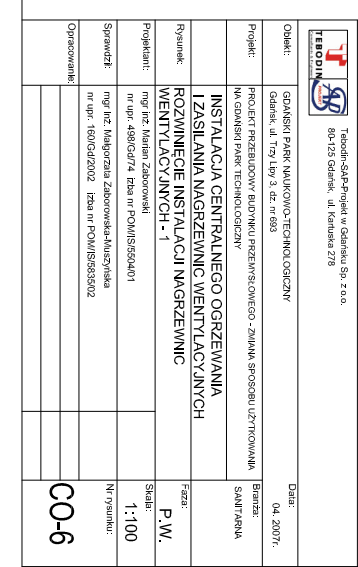 TEBODIN
Consultants & Engineers
SAP
PROJEKT
Tebodin-SAP-Projekt w Gdańsku Sp. z o.o.
80-125 Gdańsk, ul. Kartuska 278
Obiekt:
GDAŃSKI PARK NAUKOWO-TECHNOLOGICZNY
Gdańsk, ul. Trzy Lipy 3, dz. nr 693
Data:
04. 2007r.
Projekt:
PROJEKT PRZEBUDOWY BUDYNKU PRZEMYSŁOWEGO - ZMIANA SPOSOBU UŻYTKOWANIA
NA GDAŃSKI PARK TECHNOLOGICZNY
Branża:
SANITARNA
INSTALACJA CENTRALNEGO OGRZEWANIA
I ZASILANIA NAGRZEWNIC WENTYLACYJNYCH
Rysunek:
ROZWINIĘCIE INSTALACJI NAGRZEWNIC
WENTYLACYJNYCH - 1
Faza:
P.W.
Projektant:
mgr inż. Marian Zaborowski
nr upr. 498/Gd/74 izba nr POM/IS/5504/01
Skala:
1:100
Sprawdził:
mgr inż. Małgorzata Zaborowska-Muszyńska
nr upr. 160/Gd/2002 izba nr POM/IS/5835/02
Nr rysunku:
CO-6
Opracowanie: